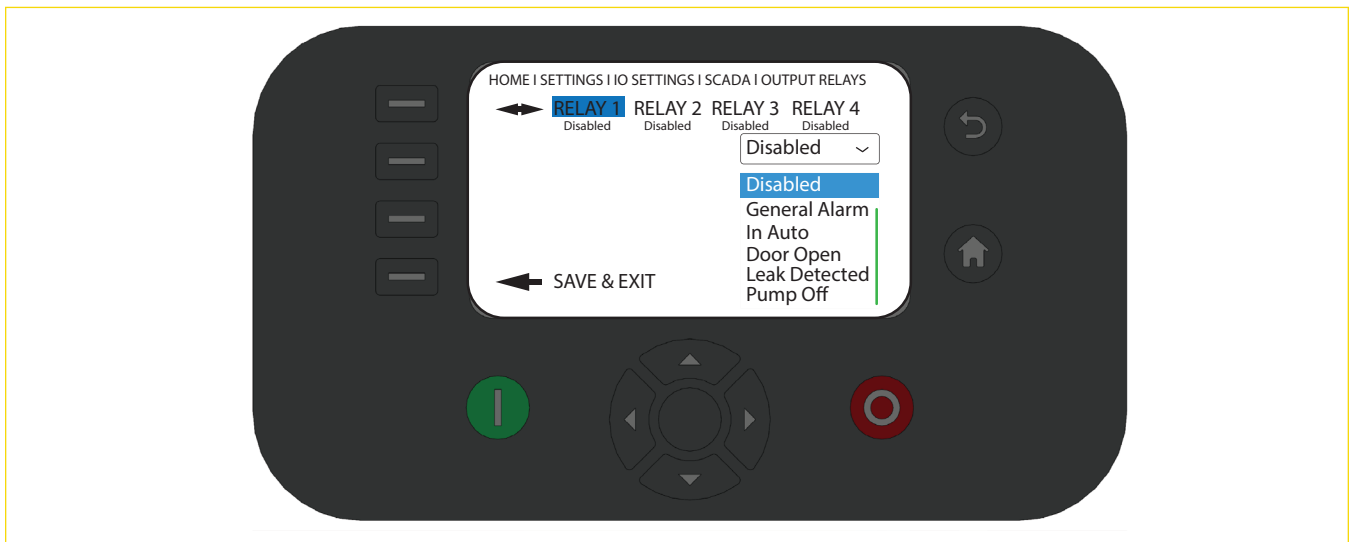 HOME I SETTINGS I IO SETTINGS I SCADA I OUTPUT RELAYS
RELAY 1 RELAY 2 RELAY 3 RELAY 4
Disabled Disabled Disabled Disabled
Disabled
Disabled
General Alarm
In Auto
Door Open
Leak Detected
SAVE & EXIT
Pump Off